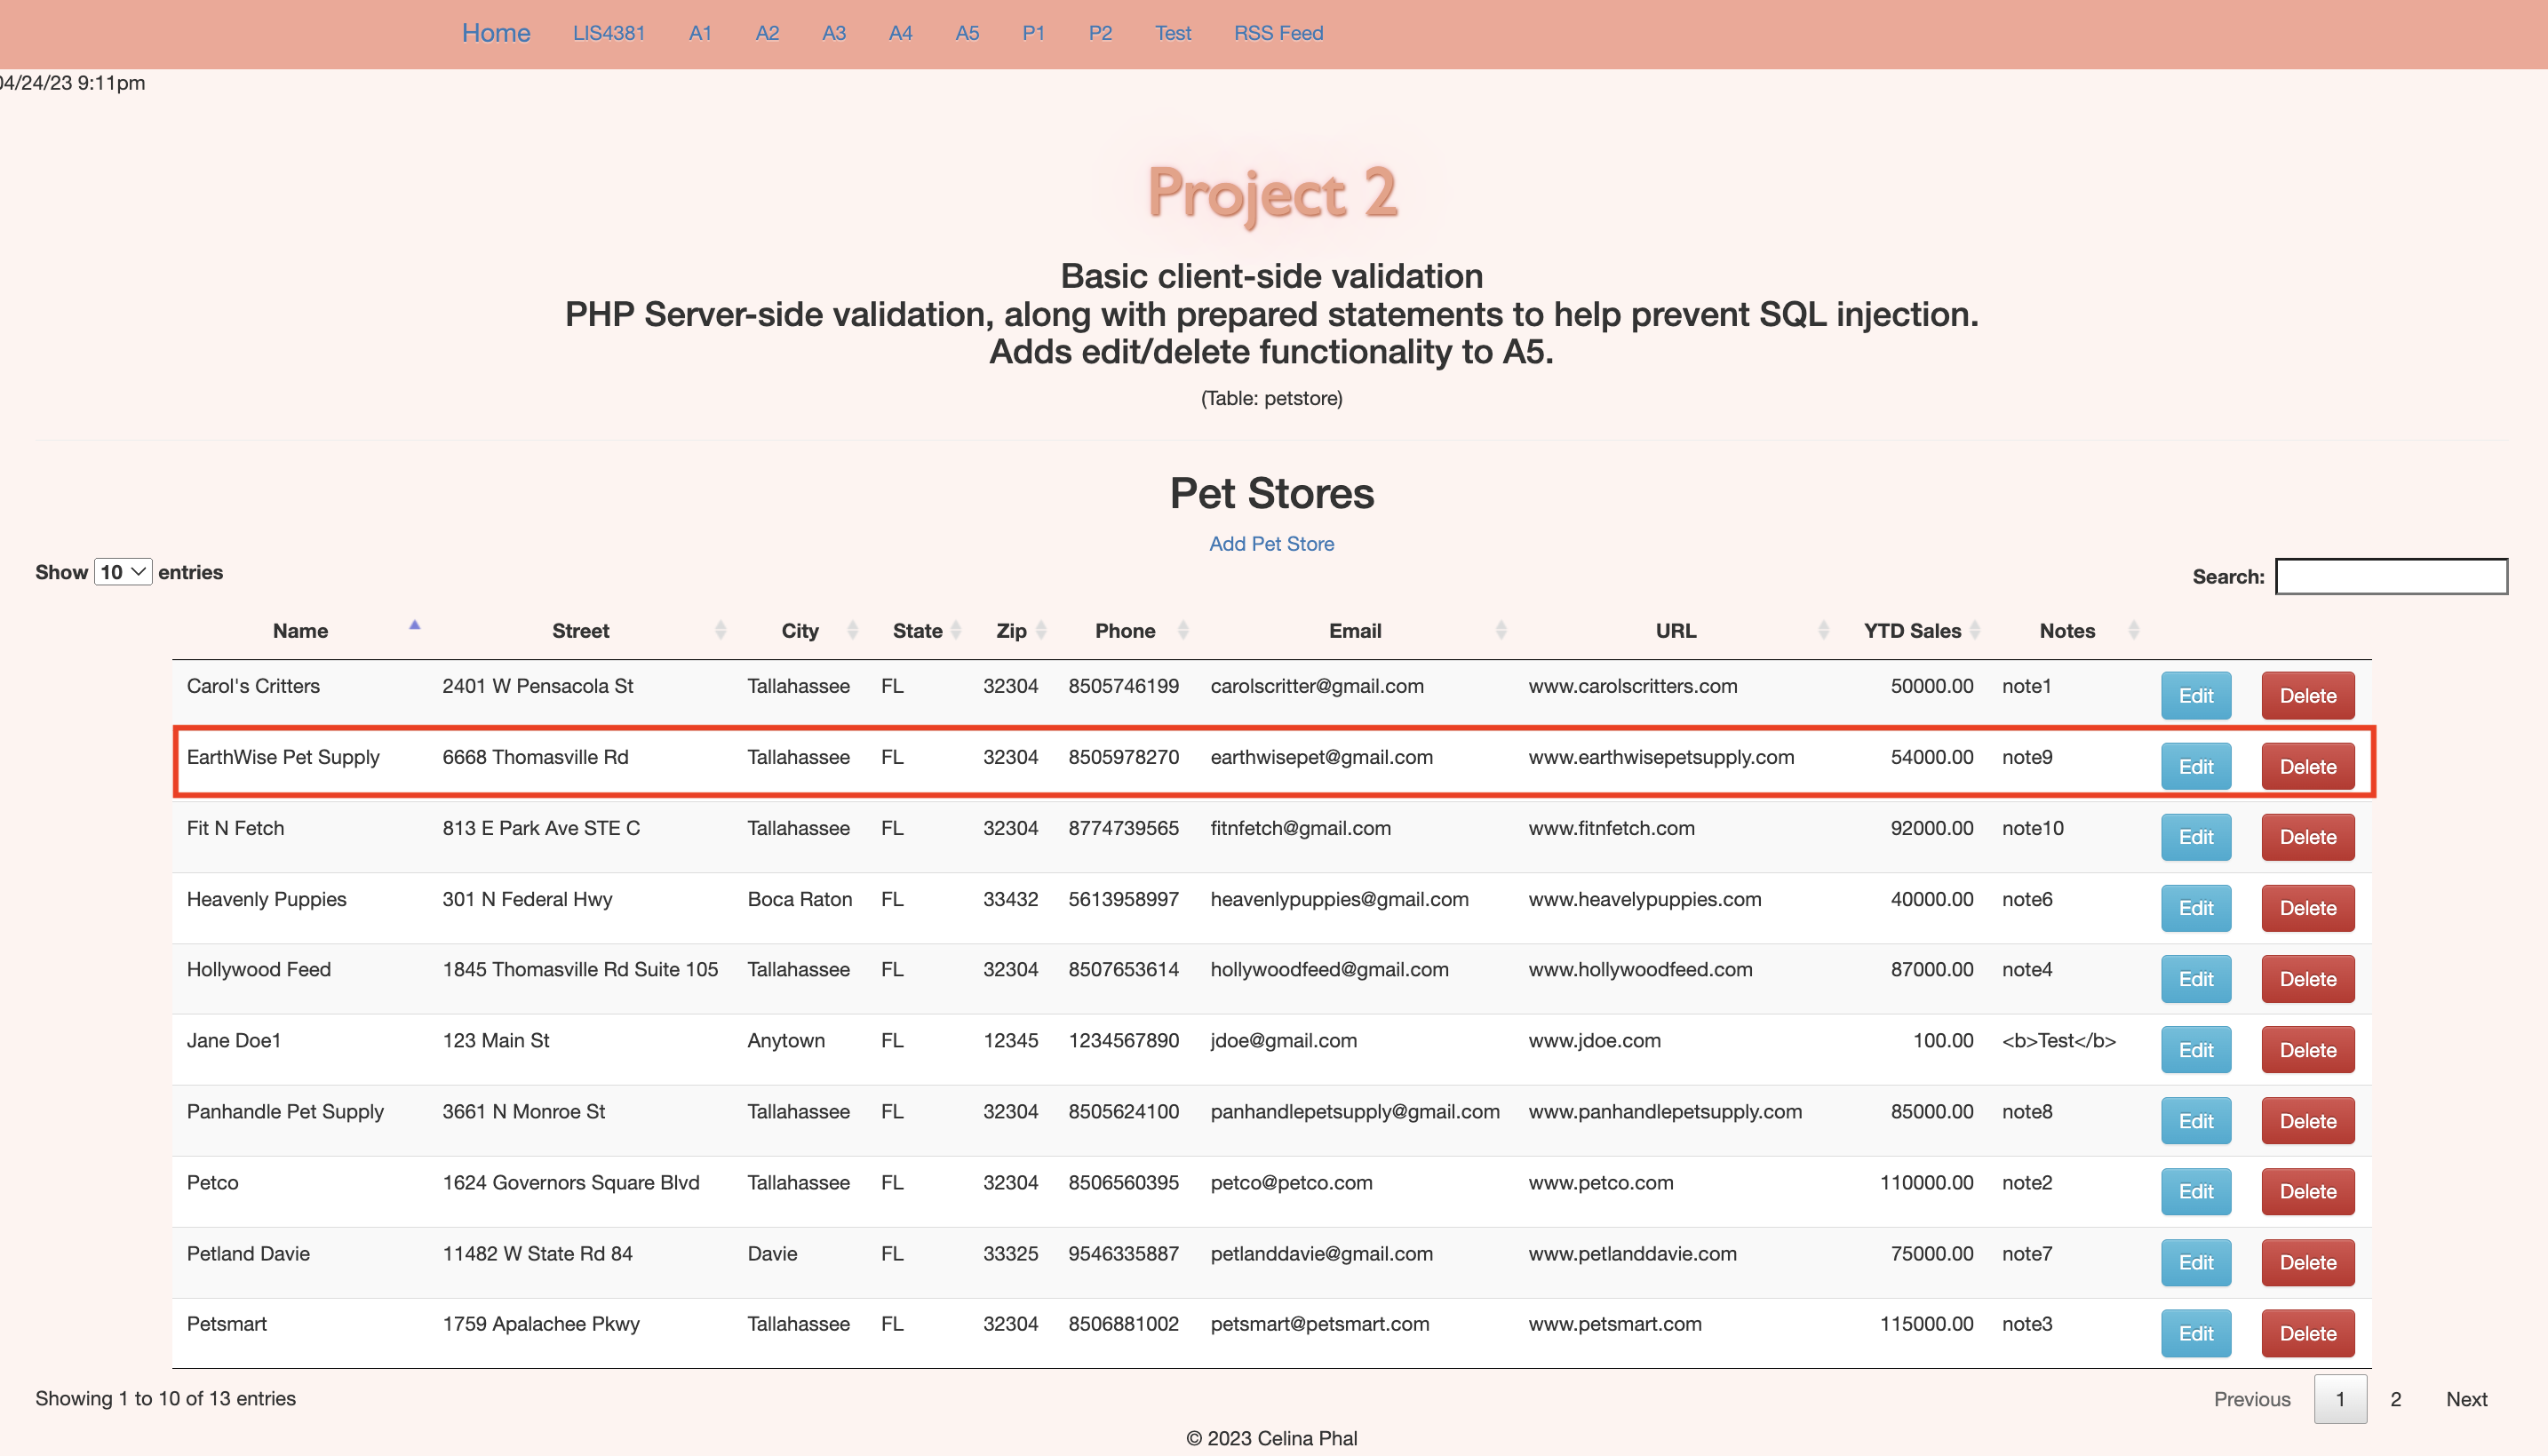 Home LIS4381 A1 A2 A3 A4 A5 P1 P2 Test RSS Feed
04/24/23 9:11pm
Project 2
Basic client-side validation
PHP Server-side validation, along with prepared statements to help prevent SQL injection.
Adds edit/delete functionality to A5.
(Table: petstore)
Pet Stores
Add Pet Store
Show 10 entries
Search:
Name Street City State Zip Phone Email URL YTD Sales Notes
Carol's Critters 2401 W Pensacola St Tallahassee FL 32304 8505746199 carolscritter@gmail.com www.carolscritters.com 50000.00 note1 Edit Delete
EarthWise Pet Supply 6668 Thomasville Rd Tallahassee FL 32304 8505978270 earthwisepet@gmail.com www.earthwisepetsupply.com 54000.00 note9 Edit Delete
Fit N Fetch 813 E Park Ave STE C Tallahassee FL 32304 8774739565 fitnfetch@gmail.com www.fitnfetch.com 92000.00 note10 Edit Delete
Heavenly Puppies 301 N Federal Hwy Boca Raton FL 33432 5613958997 heavenlypuppies@gmail.com www.heavelypuppies.com 40000.00 note6 Edit Delete
Hollywood Feed 1845 Thomasville Rd Suite 105 Tallahassee FL 32304 8507653614 hollywoodfeed@gmail.com www.hollywoodfeed.com 87000.00 note4 Edit Delete
Jane Doe1 123 Main St Anytown FL 12345 1234567890 jdoe@gmail.com www.jdoe.com 100.00 <b>Test</b> Edit Delete
Panhandle Pet Supply 3661 N Monroe St Tallahassee FL 32304 8505624100 panhandlepetsupply@gmail.com www.panhandlepetsupply.com 85000.00 note8 Edit Delete
Petco 1624 Governors Square Blvd Tallahassee FL 32304 8506560395 petco@petco.com www.petco.com 110000.00 note2 Edit Delete
Petland Davie 11482 W State Rd 84 Davie FL 33325 9546335887 petlanddavie@gmail.com www.petlanddavie.com 75000.00 note7 Edit Delete
Petsmart 1759 Apalachee Pkwy Tallahassee FL 32304 8506881002 petsmart@petsmart.com www.petsmart.com 115000.00 note3 Edit Delete
Showing 1 to 10 of 13 entries
Previous 1 2 Next
© 2023 Celina Phal